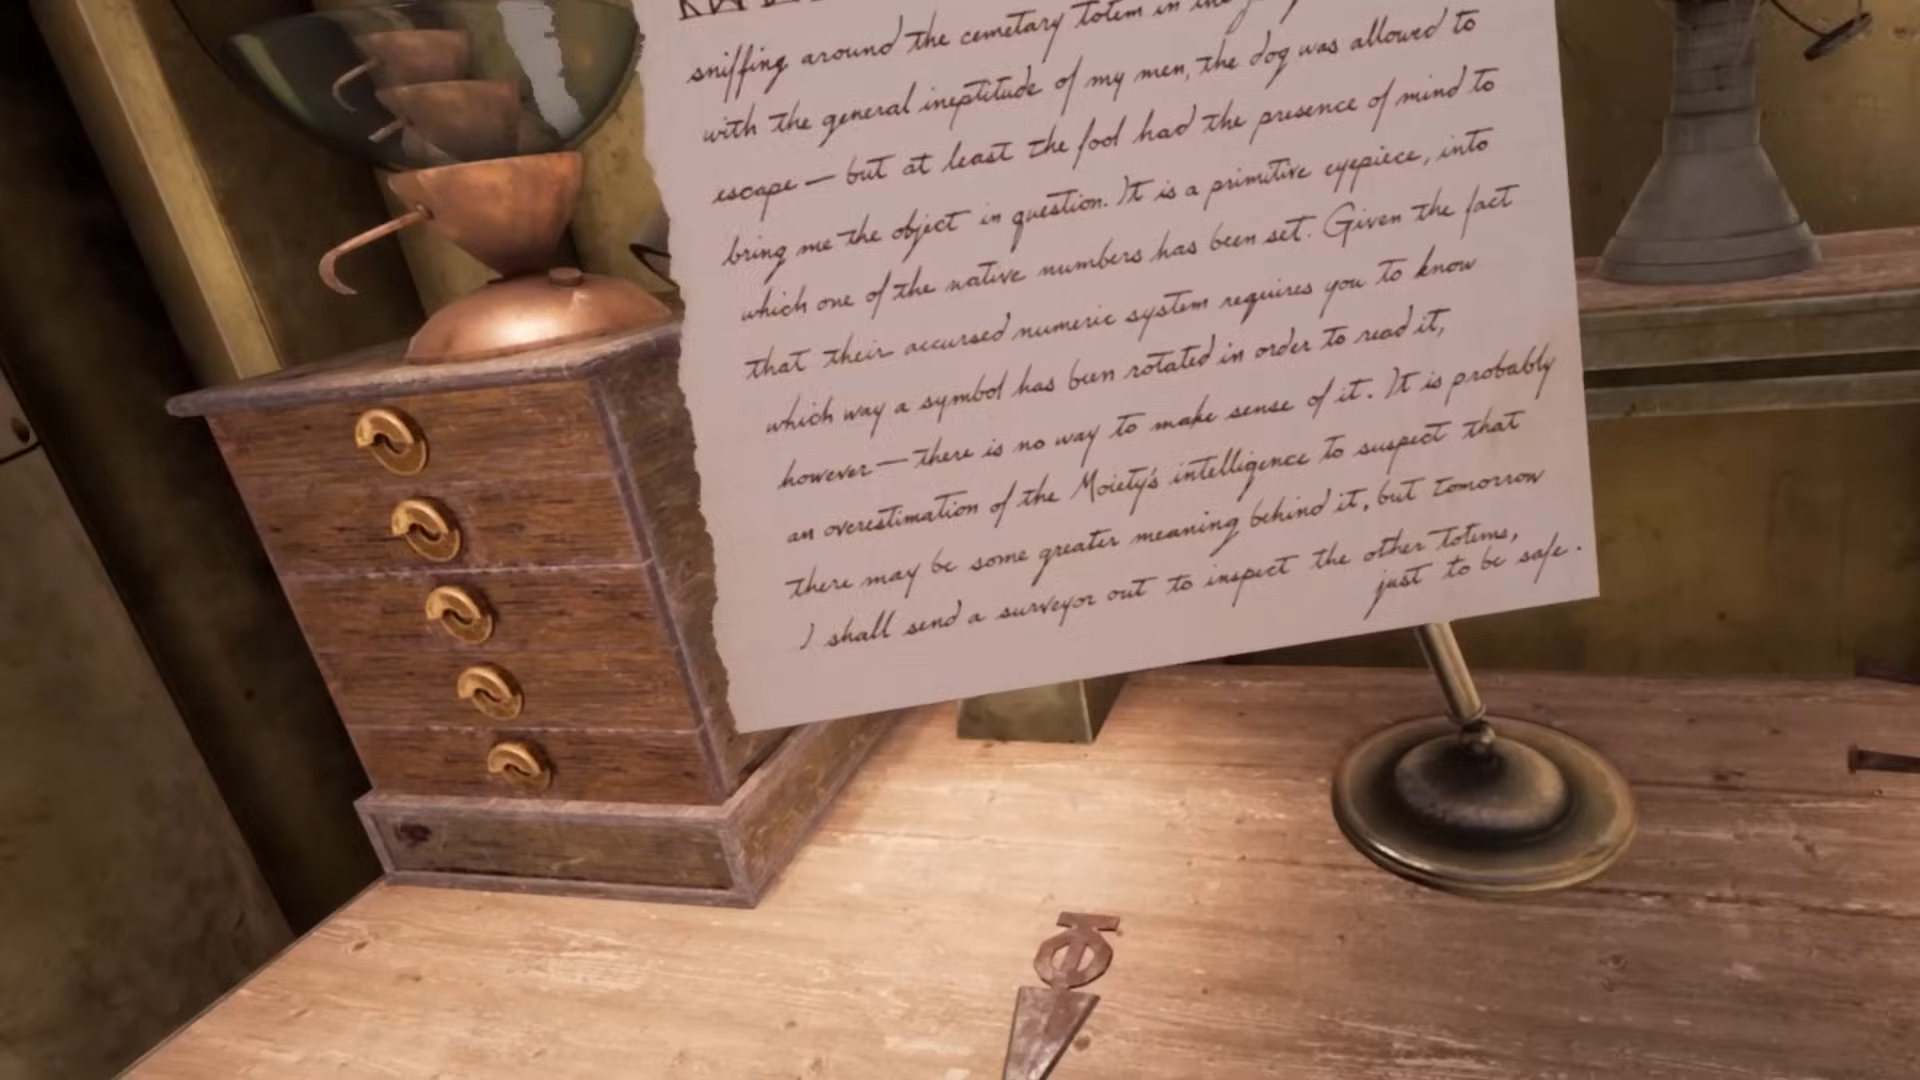 sniffing around the cemetary totem in the
with the general ineptitude of my men, the dog was allowed to
escape — but at least the fool had the presence of mind to
bring me the object in question. It is a primitive eyepiece, into
which one of the native numbers has been set. Given the fact
that their accursed numeric system requires you to know
which way a symbol has been rotated in order to read it,
however — there is no way to make sense of it. It is probably
an overestimation of the Moiety's intelligence to suspect that
there may be some greater meaning behind it, but tomorrow
I shall send a surveyor out to inspect the other totems,
just to be safe.